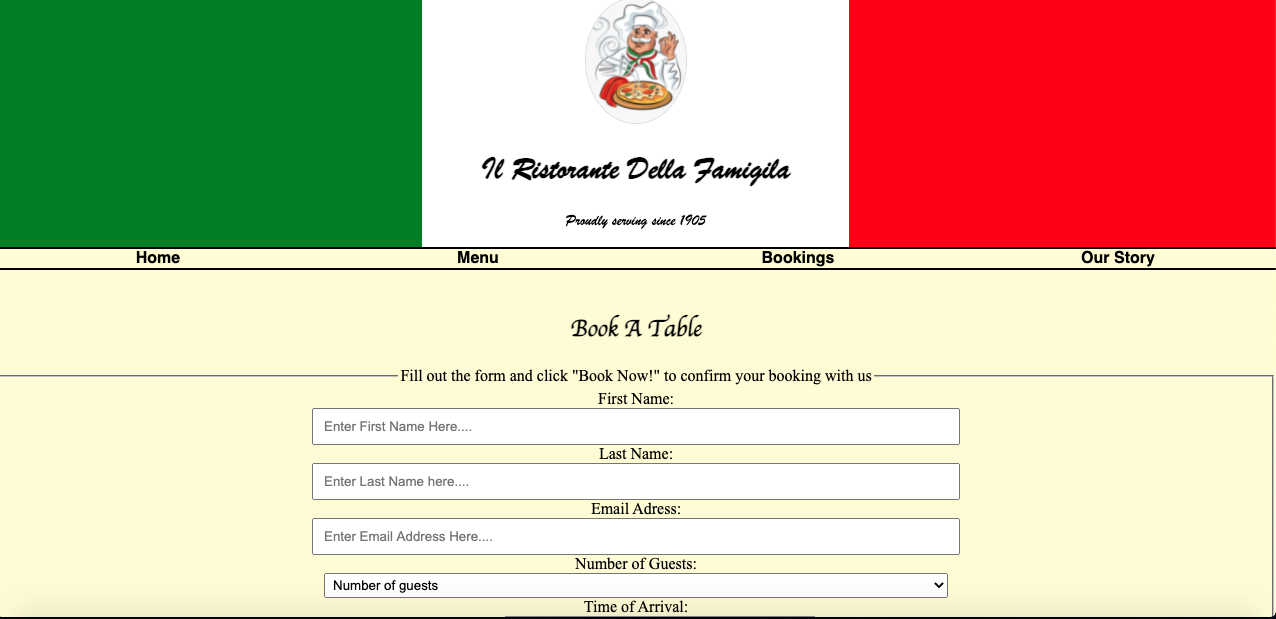 Il Ristorante Della Famigila
Proudly serving since 1905
Home Menu Bookings Our Story
Book A Table
Fill out the form and click "Book Now!" to confirm your booking with us
First Name:
Enter First Name Here....
Last Name:
Enter Last Name here....
Email Adress:
Enter Email Address Here....
Number of Guests:
Number of guests
Time of Arrival: